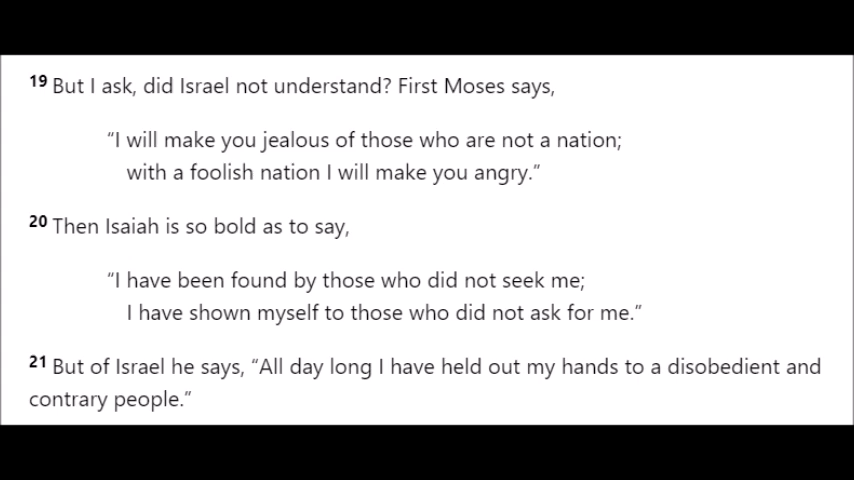 19 But I ask, did Israel not understand? First Moses says,
“I will make you jealous of those who are not a nation;
with a foolish nation I will make you angry.”
20 Then Isaiah is so bold as to say,
“I have been found by those who did not seek me;
I have shown myself to those who did not ask for me.”
21 But of Israel he says, “All day long I have held out my hands to a disobedient and
contrary people.”